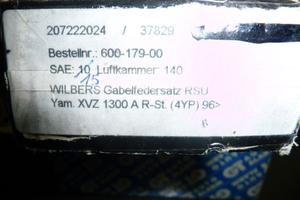 207222024 / 37829
Bestellnr.: 600-179-00
SAE: 10 Luftkammer: 140
15
WILBERS Gabelfedersatz RSU
Yam. XVZ 1300 A R-St. (4YP) 96>